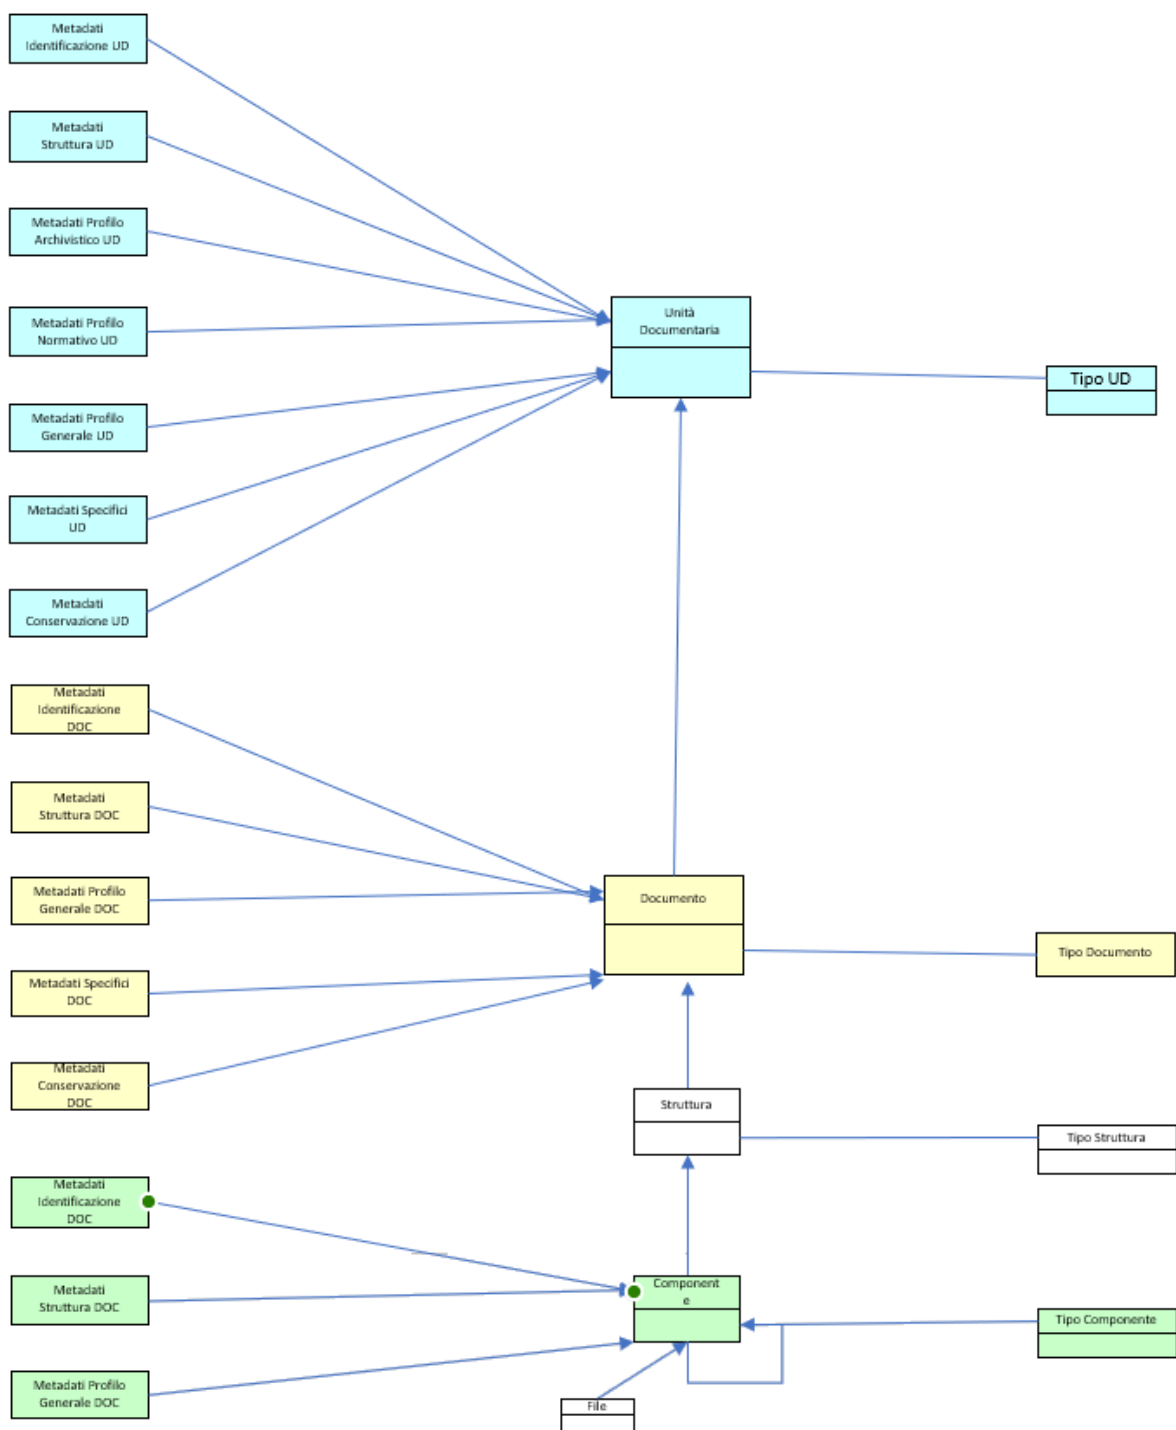 Metadati
Identificazione UD
Metadati
Struttura UD
Metadati Profilo
Archivistico UD
Metadati Profilo
Normativo UD
Metadati Profilo
Generale UD
Metadati Specifici
UD
Metadati
Conservazione UD
Unità
Documentaria
Tipo UD
Metadati
Identificazione
DOC
Metadati
Struttura DOC
Metadati Profilo
Generale DOC
Metadati Specifici
DOC
Metadati
Conservazione
DOC
Documento
Tipo Documento
Struttura
Tipo Struttura
Metadati
Identificazione
DOC
Metadati
Struttura DOC
Metadati Profilo
Generale DOC
Component
e
Tipo Componente
File